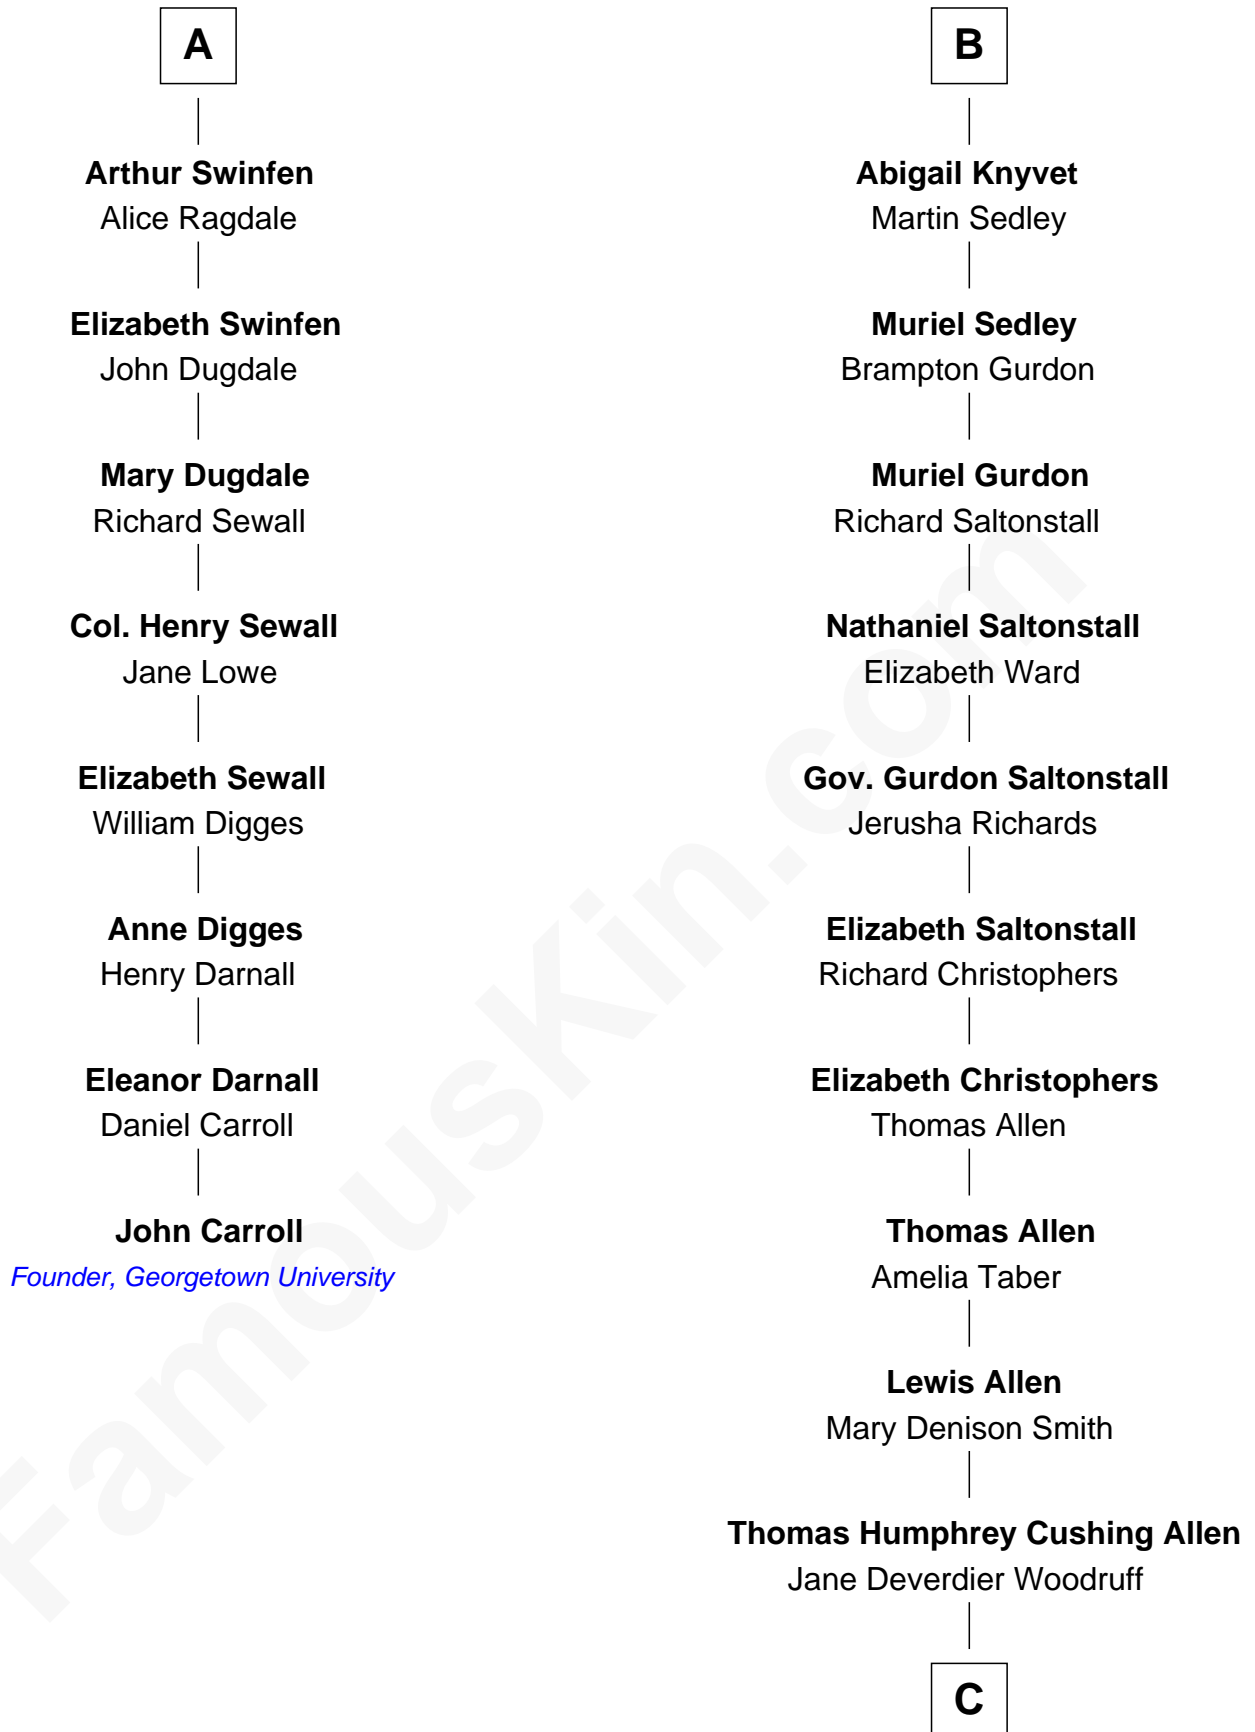 A
Arthur Swinfen
Alice Ragdale
Elizabeth Swinfen
John Dugdale
Mary Dugdale
Richard Sewall
Col. Henry Sewall
Jane Lowe
Elizabeth Sewall
William Digges
Anne Digges
Henry Darnall
Eleanor Darnall
Daniel Carroll
John Carroll
Founder, Georgetown University
B
Abigail Knyvet
Martin Sedley
Muriel Sedley
Brampton Gurdon
Muriel Gurdon
Richard Saltonstall
Nathaniel Saltonstall
Elizabeth Ward
Gov. Gurdon Saltonstall
Jerusha Richards
Elizabeth Saltonstall
Richard Christophers
Elizabeth Christophers
Thomas Allen
Thomas Allen
Amelia Taber
Lewis Allen
Mary Denison Smith
Thomas Humphrey Cushing Allen
Jane Deverdier Woodruff
C
FamousKin.com